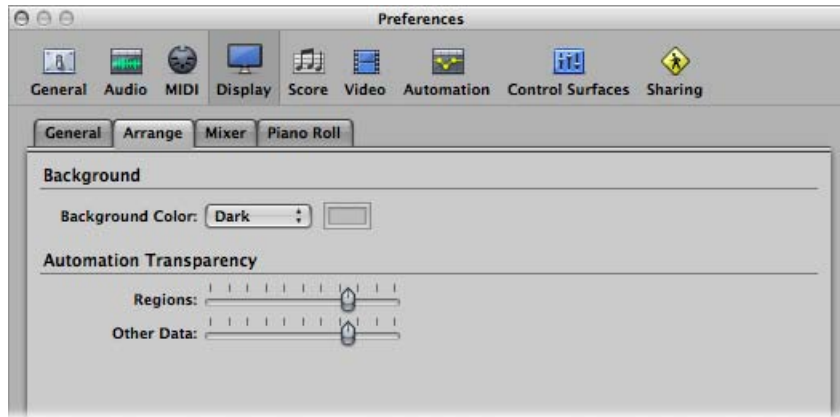 Preferences
General Audio MIDI Display Score Video Automation Control Surfaces Sharing
General Arrange Mixer Piano Roll
Background
Background Color: Dark
Automation Transparency
Regions:
Other Data: